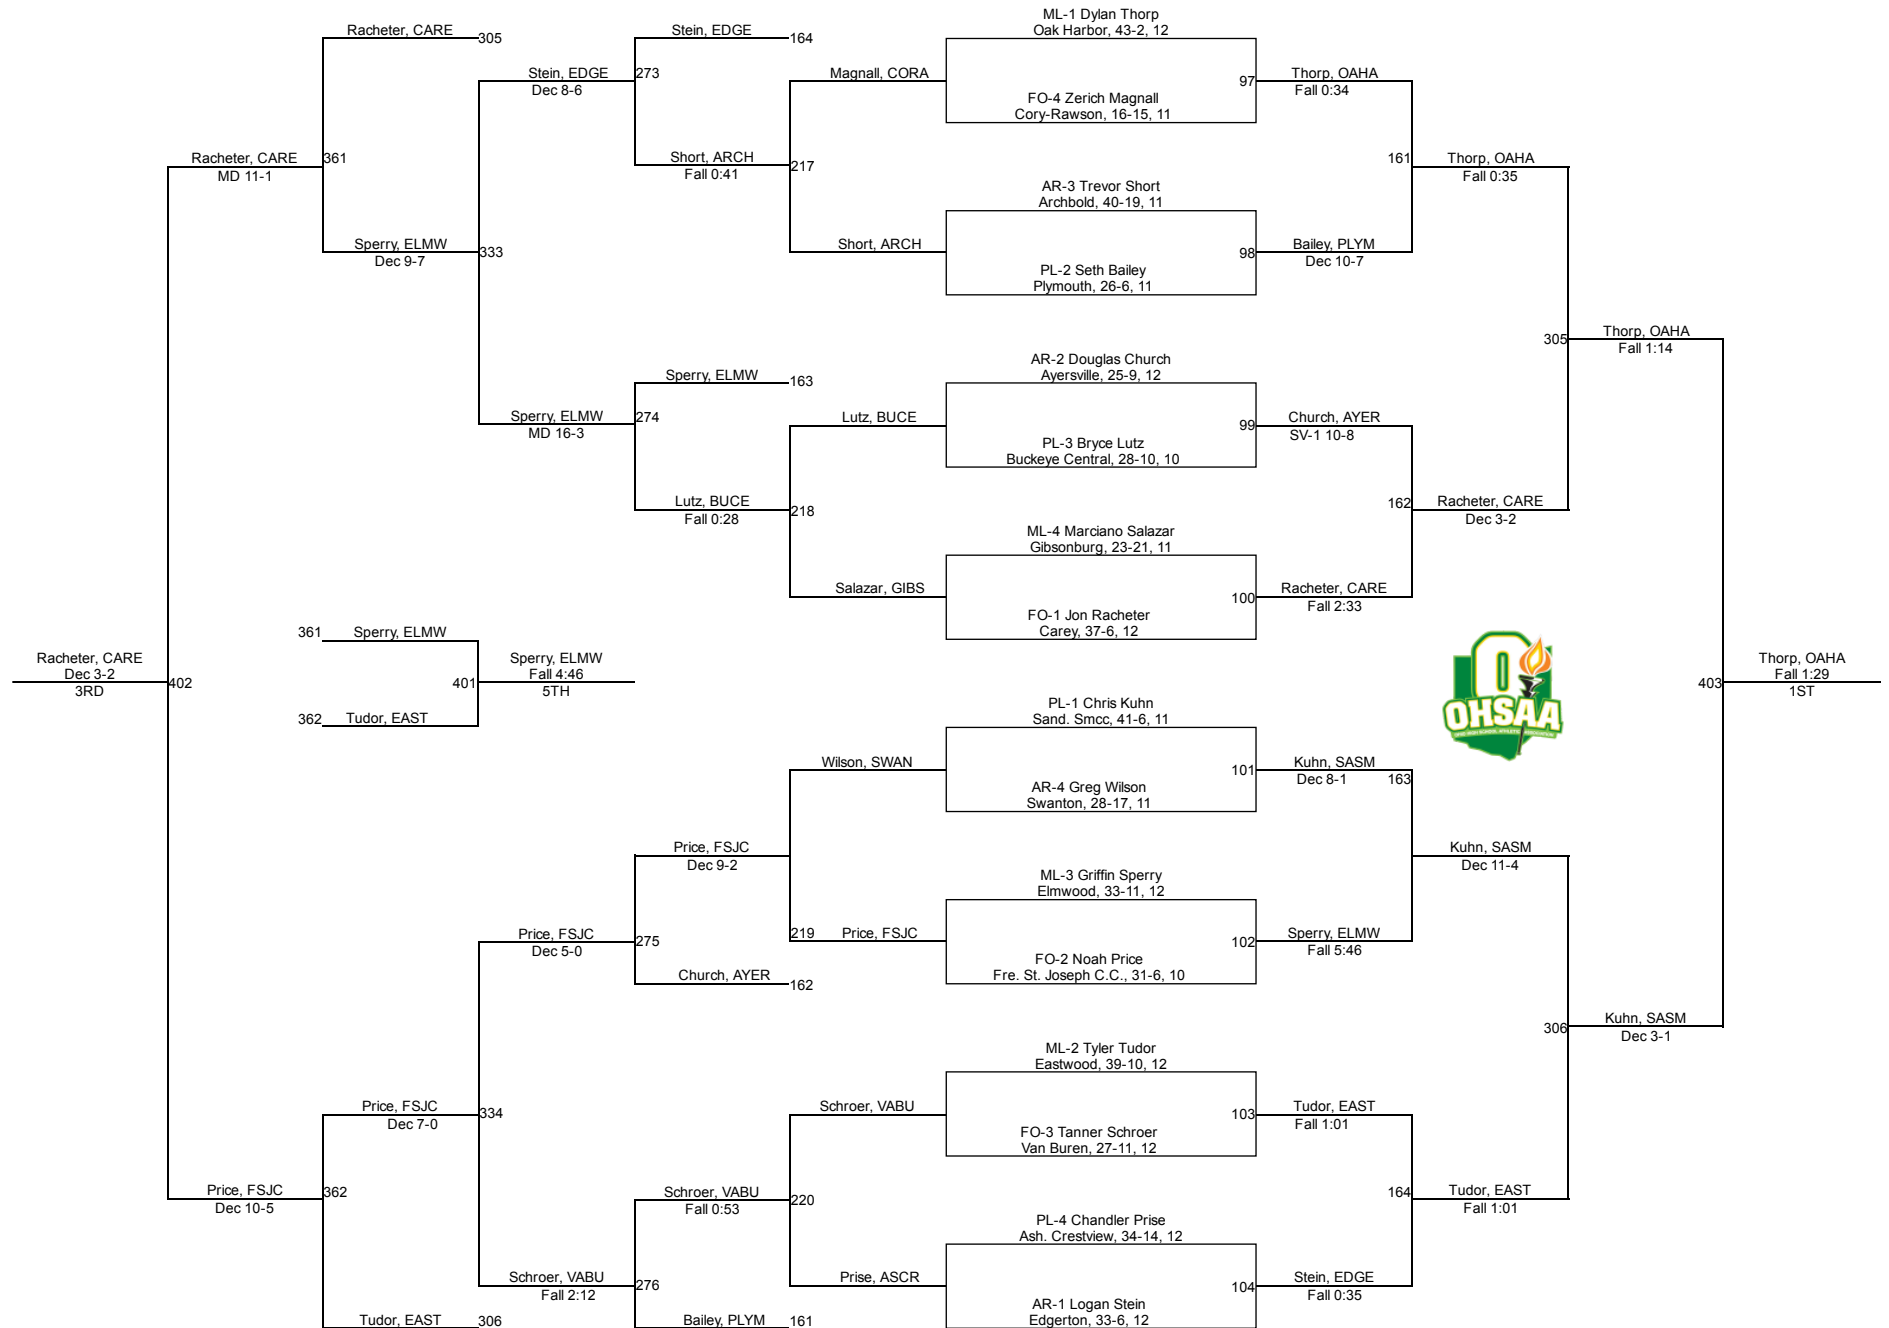 ML-1 Dylan Thorp
Oak Harbor, 43-2, 12
Racheter, CARE
305
Stein, EDGE
164
Stein, EDGE
273
Dec 8-6
Magnall, CORA
97
Thorp, OAHA
Fall 0:34
FO-4 Zerich Magnall
Cory-Rawson, 16-15, 11
Racheter, CARE
361
MD 11-1
Short, ARCH
217
Fall 0:41
161
Thorp, OAHA
Fall 0:35
AR-3 Trevor Short
Archbold, 40-19, 11
Sperry, ELMW
333
Dec 9-7
Short, ARCH
98
Bailey, PLYM
Dec 10-7
PL-2 Seth Bailey
Plymouth, 26-6, 11
305
Thorp, OAHA
Fall 1:14
AR-2 Douglas Church
Ayersville, 25-9, 12
Sperry, ELMW
163
Sperry, ELMW
274
MD 16-3
Lutz, BUCE
99
Church, AYER
SV-1 10-8
PL-3 Bryce Lutz
Buckeye Central, 28-10, 10
Lutz, BUCE
218
Fall 0:28
162
Racheter, CARE
Dec 3-2
ML-4 Marciano Salazar
Gibsonburg, 23-21, 11
Salazar, GIBS
100
Racheter, CARE
Fall 2:33
FO-1 Jon Racheter
Carey, 37-6, 12
361
Sperry, ELMW
Racheter, CARE
Dec 3-2
3RD
402
401
Sperry, ELMW
Fall 4:46
5TH
362
Tudor, EAST
OHSAA
403
Thorp, OAHA
Fall 1:29
1ST
PL-1 Chris Kuhn
Sand. Smcc, 41-6, 11
Wilson, SWAN
101
Kuhn, SASM
Dec 8-1
163
AR-4 Greg Wilson
Swanton, 28-17, 11
Price, FSJC
Dec 9-2
Kuhn, SASM
Dec 11-4
ML-3 Griffin Sperry
Elmwood, 33-11, 12
Price, FSJC
275
Dec 5-0
219
Price, FSJC
102
Sperry, ELMW
Fall 5:46
FO-2 Noah Price
Fre. St. Joseph C.C., 31-6, 10
Church, AYER
162
306
Kuhn, SASM
Dec 3-1
ML-2 Tyler Tudor
Eastwood, 39-10, 12
Price, FSJC
334
Dec 7-0
Schroer, VABU
103
Tudor, EAST
Fall 1:01
FO-3 Tanner Schroer
Van Buren, 27-11, 12
Price, FSJC
362
Dec 10-5
Schroer, VABU
220
Fall 0:53
164
Tudor, EAST
Fall 1:01
PL-4 Chandler Prise
Ash. Crestview, 34-14, 12
Schroer, VABU
276
Fall 2:12
Prise, ASCR
104
Stein, EDGE
Fall 0:35
AR-1 Logan Stein
Edgerton, 33-6, 12
Tudor, EAST
306
Bailey, PLYM
161